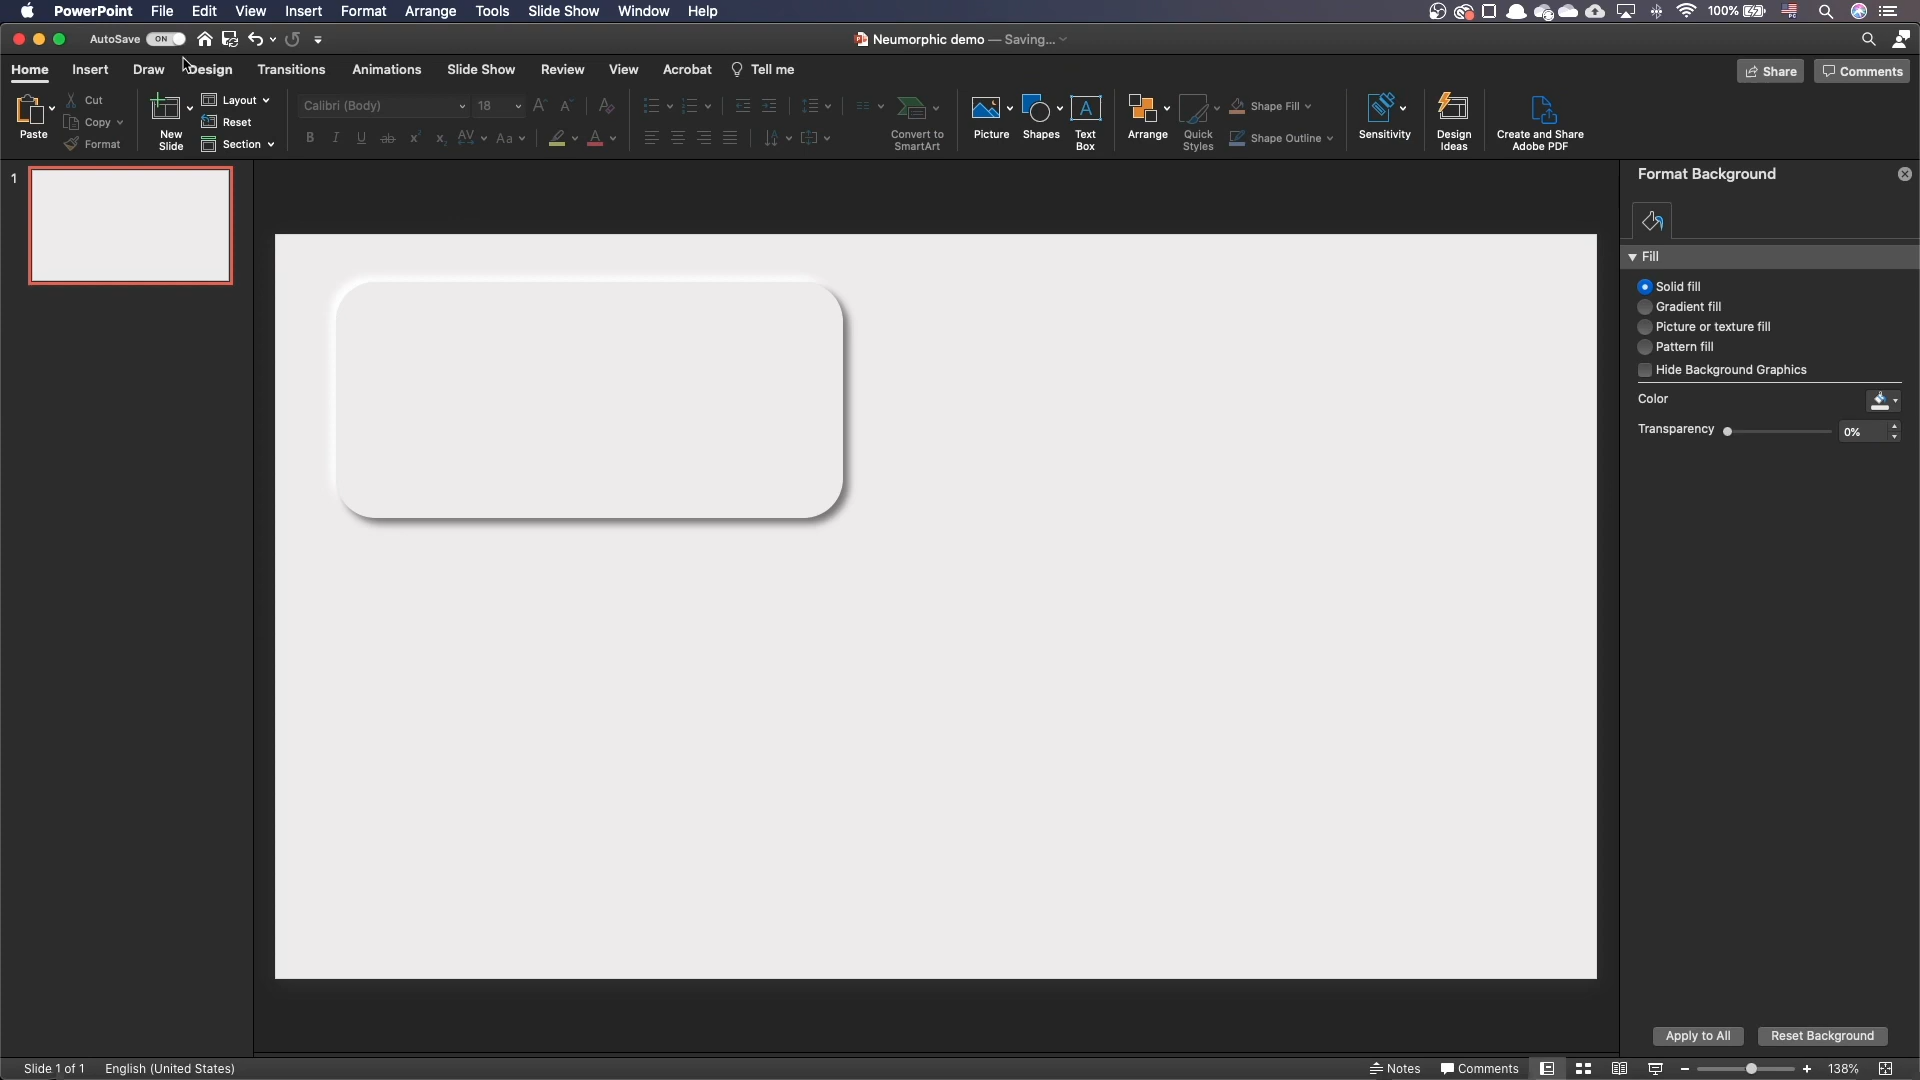 PowerPoint File Edit View Insert Format Arrange Tools Slide Show Window Help 100%
AutoSave ON Neumorphic demo — Saving...
Home Insert Draw Design Transitions Animations Slide Show Review View Acrobat Tell me Share Comments
Paste Cut Copy Format
New Slide Layout Reset Section
Calibri (Body) 18
Convert to SmartArt
Picture Shapes Text Box
Arrange Quick Styles Shape Fill Shape Outline
Sensitivity
Design Ideas
Create and Share Adobe PDF
1
Format Background
Fill
Solid fill
Gradient fill
Picture or texture fill
Pattern fill
Hide Background Graphics
Color
Transparency 0%
Apply to All Reset Background
Slide 1 of 1 English (United States) Notes Comments 138%